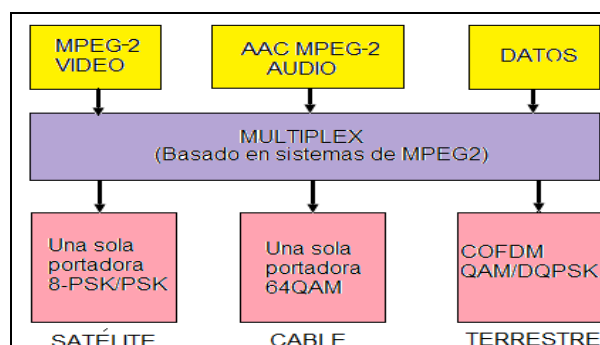 MPEG-2
VIDEO
AAC MPEG-2
AUDIO
DATOS
MULTIPLEX
(Basado en sistemas de MPEG2)
Una sola
portadora
8-PSK/PSK
Una sola
portadora
64QAM
COFDM
QAM/DQPSK
SATÉLITE
CABLE
TERRESTRE